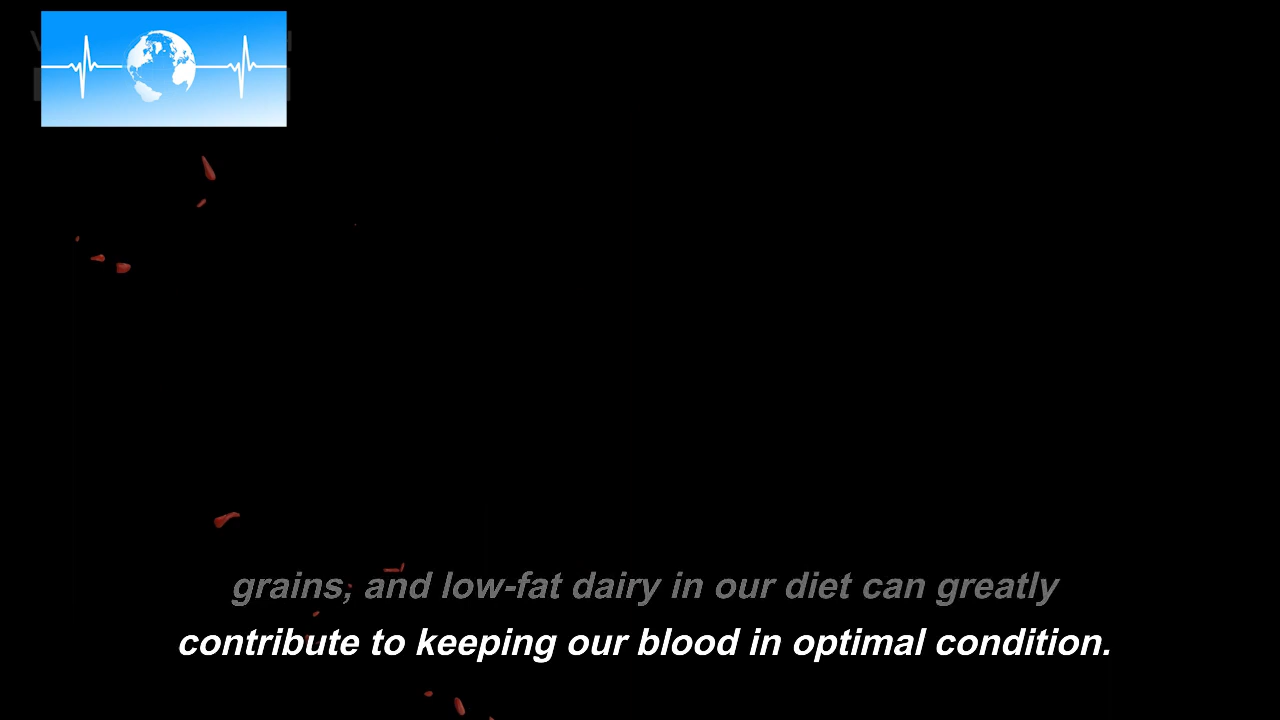 grains, and low-fat dairy in our diet can greatly
contribute to keeping our blood in optimal condition.